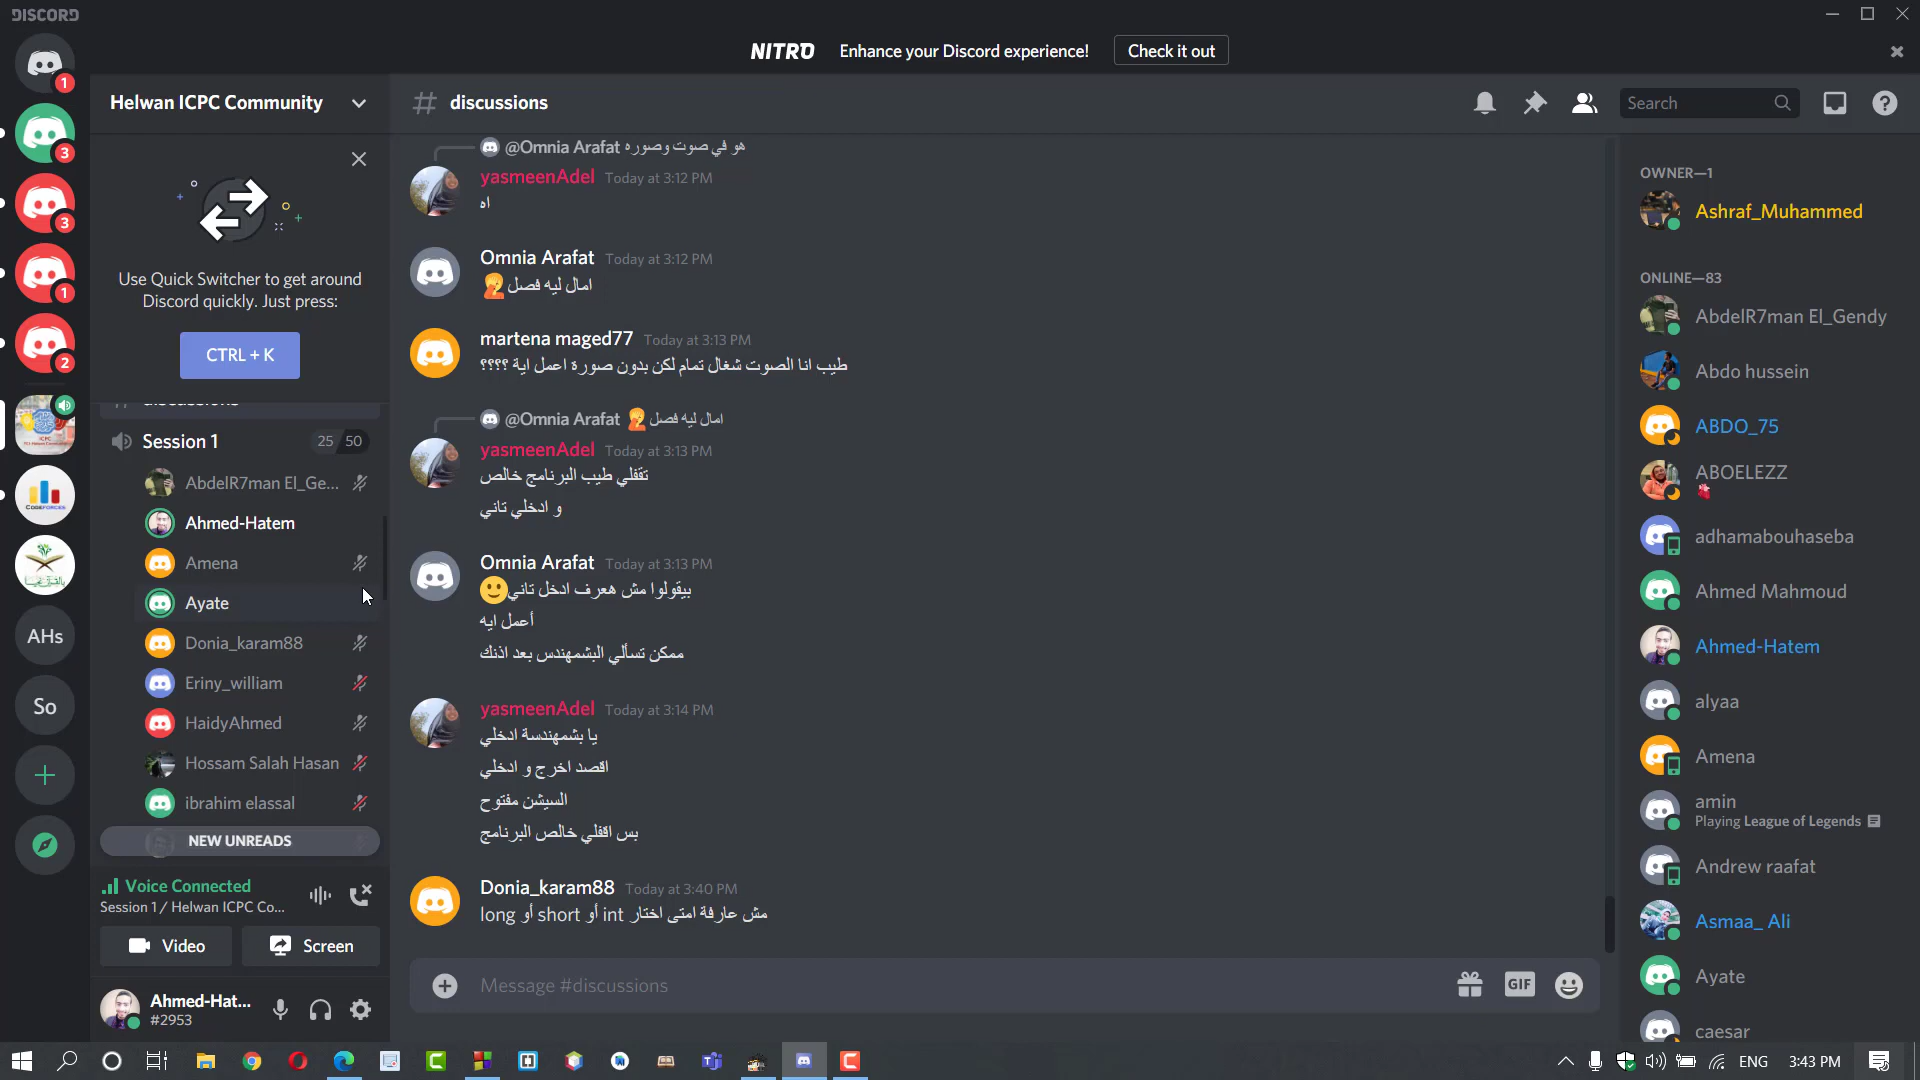 DISCORD
NITRO Enhance your Discord experience! Check it out
1
3
3
1
2
AHs
So
Helwan ICPC Community
Use Quick Switcher to get around
Discord quickly. Just press:
CTRL + K
Session 1 25 50
AbdelR7man El_Ge...
Ahmed-Hatem
Amena
Ayate
Donia_karam88
Eriny_william
HaidyAhmed
Hossam Salah Hasan
ibrahim elassal
NEW UNREADS
Voice Connected
Session 1 / Helwan ICPC Co...
Video Screen
Ahmed-Hat...
#2953
discussions
Search
@Omnia Arafat هو في صوت وصوره
yasmeenAdel Today at 3:12 PM
اه
Omnia Arafat Today at 3:12 PM
امال ليه فصل🤦
martena maged77 Today at 3:13 PM
طيب انا الصوت شغال تمام لكن بدون صورة اعمل اية ؟؟؟؟
@Omnia Arafat امال ليه فصل🤦
yasmeenAdel Today at 3:13 PM
تقفلي طيب البرنامج خالص
و ادخلي تاني
Omnia Arafat Today at 3:13 PM
بيقولوا مش هعرف ادخل تاني🙂
أعمل ايه
ممكن تسألي البشمهندس بعد اذنك
yasmeenAdel Today at 3:14 PM
يا بشمهندسة ادخلي
اقصد اخرج و ادخلي
السيشن مفتوح
بس اقفلي خالص البرنامج
Donia_karam88 Today at 3:40 PM
مش عارفة امتى اختار int أو short أو long
Message #discussions
GIF
OWNER—1
Ashraf_Muhammed
ONLINE—83
AbdelR7man El_Gendy
Abdo hussein
ABDO_75
ABOELEZZ
adhamabouhaseba
Ahmed Mahmoud
Ahmed-Hatem
alyaa
Amena
amin
Playing League of Legends
Andrew raafat
Asmaa_ Ali
Ayate
caesar
ENG 3:43 PM